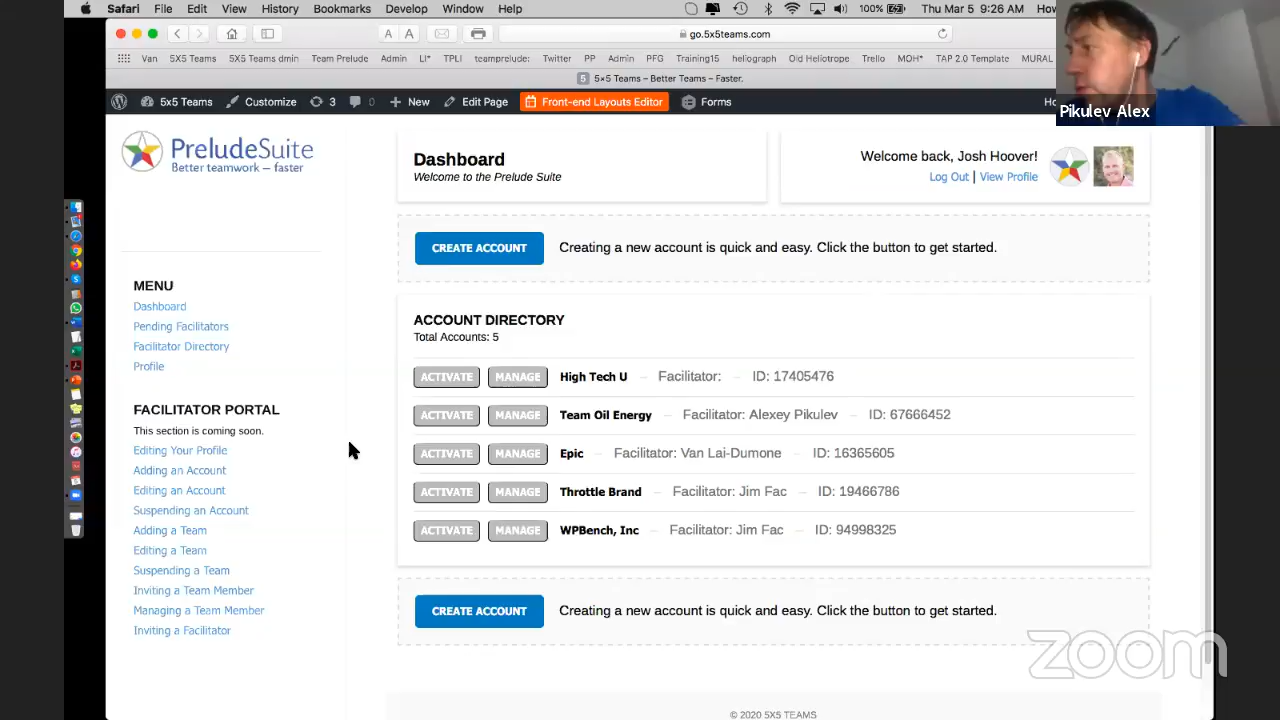 Safari File Edit View History Bookmarks Develop Window Help 100% Thu Mar 5 9:26 AM How
A A go.5x5teams.com
Van 5X5 Teams 5X5 Teams dmin Team Prelude Admin LI* TPLI teamprelude: Twitter PP Admin PFG Training15 heliograph Old Heliotrope Trello MOH* TAP 2.0 Template MURAL
5 5×5 Teams – Better Teams – Faster.
5x5 Teams Customize 3 0 New Edit Page Front-end Layouts Editor Forms Ho
Pikulev Alex
PreludeSuite
Better teamwork – faster
Dashboard
Welcome to the Prelude Suite
Welcome back, Josh Hoover!
Log Out | View Profile
CREATE ACCOUNT Creating a new account is quick and easy. Click the button to get started.
MENU
Dashboard
Pending Facilitators
Facilitator Directory
Profile
FACILITATOR PORTAL
This section is coming soon.
Editing Your Profile
Adding an Account
Editing an Account
Suspending an Account
Adding a Team
Editing a Team
Suspending a Team
Inviting a Team Member
Managing a Team Member
Inviting a Facilitator
ACCOUNT DIRECTORY
Total Accounts: 5
ACTIVATE MANAGE High Tech U – Facilitator: – ID: 17405476
ACTIVATE MANAGE Team Oil Energy – Facilitator: Alexey Pikulev – ID: 67666452
ACTIVATE MANAGE Epic – Facilitator: Van Lai-Dumone – ID: 16365605
ACTIVATE MANAGE Throttle Brand – Facilitator: Jim Fac – ID: 19466786
ACTIVATE MANAGE WPBench, Inc – Facilitator: Jim Fac – ID: 94998325
CREATE ACCOUNT Creating a new account is quick and easy. Click the button to get started.
zoom
© 2020 5X5 TEAMS